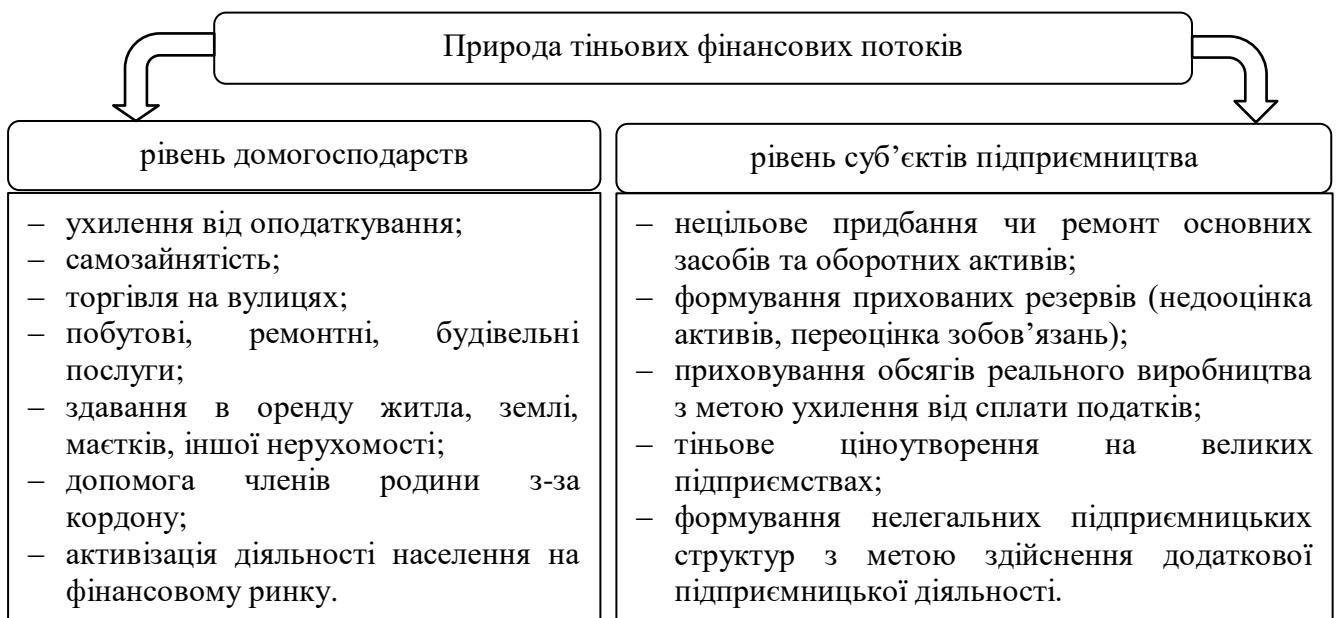 Природа тіньових фінансових потоків
рівень домогосподарств
– ухилення від оподаткування;
– самозайнятість;
– торгівля на вулицях;
– побутові, ремонтні, будівельні
послуги;
– здавання в оренду житла, землі,
маєтків, іншої нерухомості;
– допомога членів родини з-за
кордону;
– активізація діяльності населення на
фінансовому ринку.
рівень суб’єктів підприємництва
– нецільове придбання чи ремонт основних
засобів та оборотних активів;
– формування прихованих резервів (недооцінка
активів, переоцінка зобов’язань);
– приховування обсягів реального виробництва
з метою ухилення від сплати податків;
– тіньове ціноутворення на великих
підприємствах;
– формування нелегальних підприємницьких
структур з метою здійснення додаткової
підприємницької діяльності.